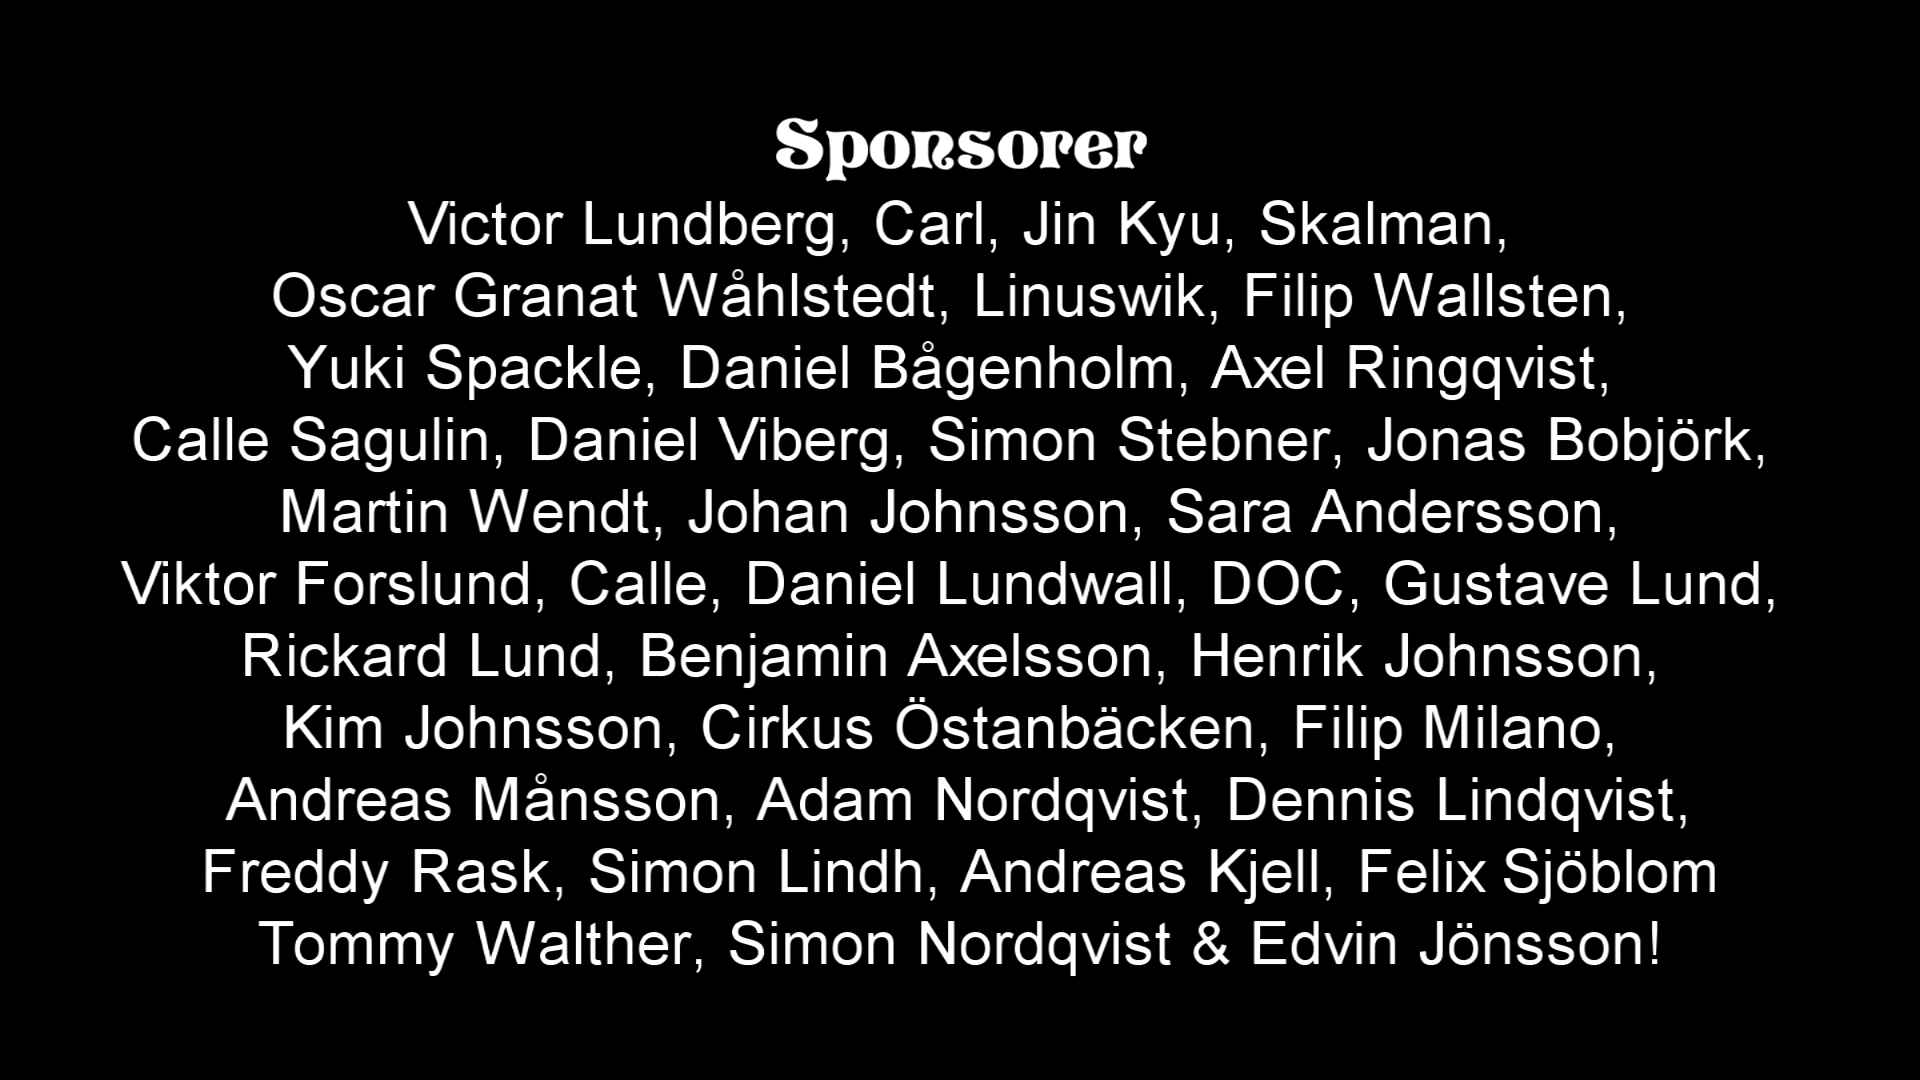 Sponsorer
Victor Lundberg, Carl, Jin Kyu, Skalman,
Oscar Granat Wåhlstedt, Linuswik, Filip Wallsten,
Yuki Spackle, Daniel Bågenholm, Axel Ringqvist,
Calle Sagulin, Daniel Viberg, Simon Stebner, Jonas Bobjörk,
Martin Wendt, Johan Johnsson, Sara Andersson,
Viktor Forslund, Calle, Daniel Lundwall, DOC, Gustave Lund,
Rickard Lund, Benjamin Axelsson, Henrik Johnsson,
Kim Johnsson, Cirkus Östanbäcken, Filip Milano,
Andreas Månsson, Adam Nordqvist, Dennis Lindqvist,
Freddy Rask, Simon Lindh, Andreas Kjell, Felix Sjöblom
Tommy Walther, Simon Nordqvist & Edvin Jönsson!